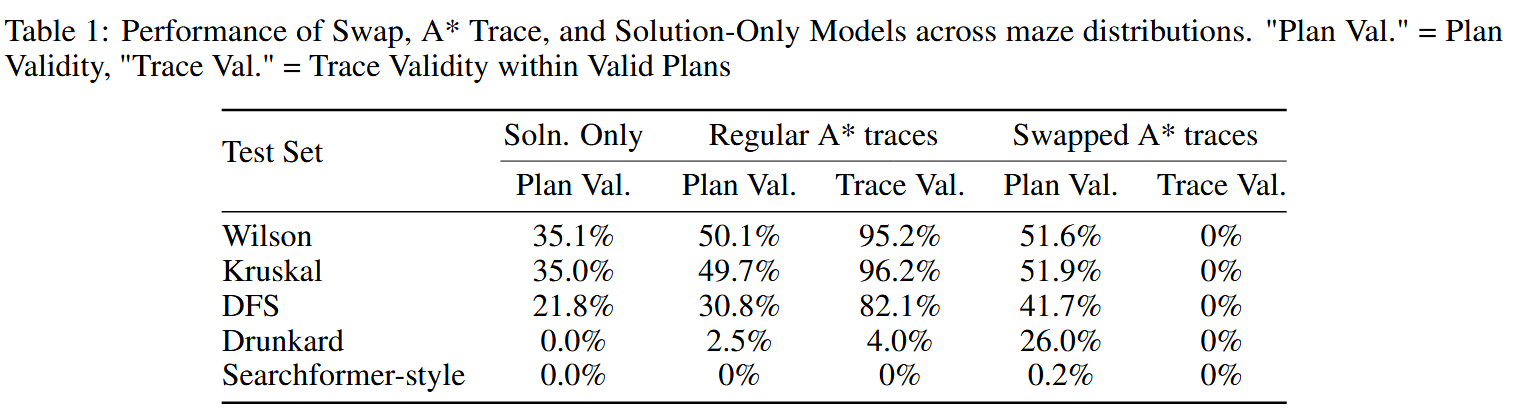 Table 1: Performance of Swap, A* Trace, and Solution-Only Models across maze distributions. "Plan Val." = Plan
Validity, "Trace Val." = Trace Validity within Valid Plans
Test Set Soln. Only Regular A* traces Swapped A* traces
Plan Val. Plan Val. Trace Val. Plan Val. Trace Val.
Wilson 35.1% 50.1% 95.2% 51.6% 0%
Kruskal 35.0% 49.7% 96.2% 51.9% 0%
DFS 21.8% 30.8% 82.1% 41.7% 0%
Drunkard 0.0% 2.5% 4.0% 26.0% 0%
Searchformer-style 0.0% 0% 0% 0.2% 0%